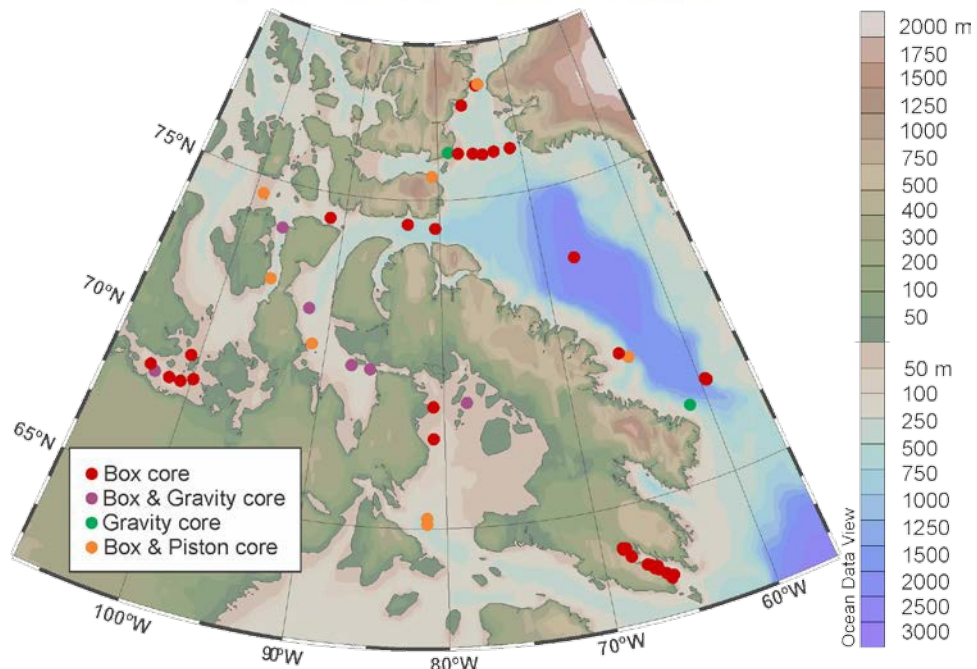 75°N
70°N
65°N
100°W
90°W
80°W
70°W
60°W
Box core
Box & Gravity core
Gravity core
Box & Piston core
Ocean Data View
2000 m
1750
1500
1250
1000
750
500
400
300
200
100
50
50 m
100
250
500
750
1000
1250
1500
2000
2500
3000